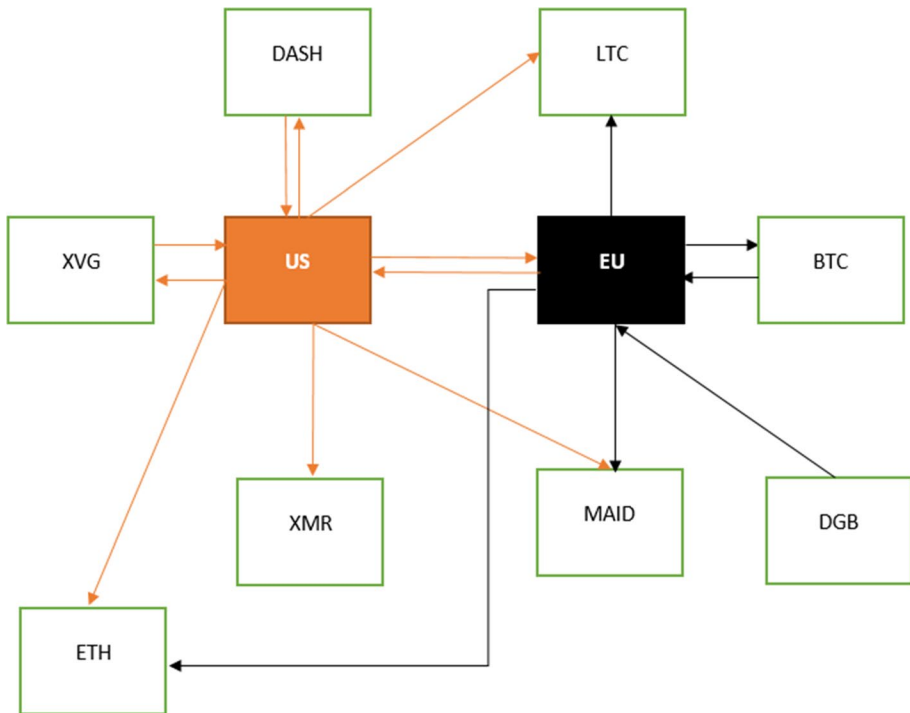 DASH
LTC
XVG
US
EU
BTC
XMR
MAID
DGB
ETH